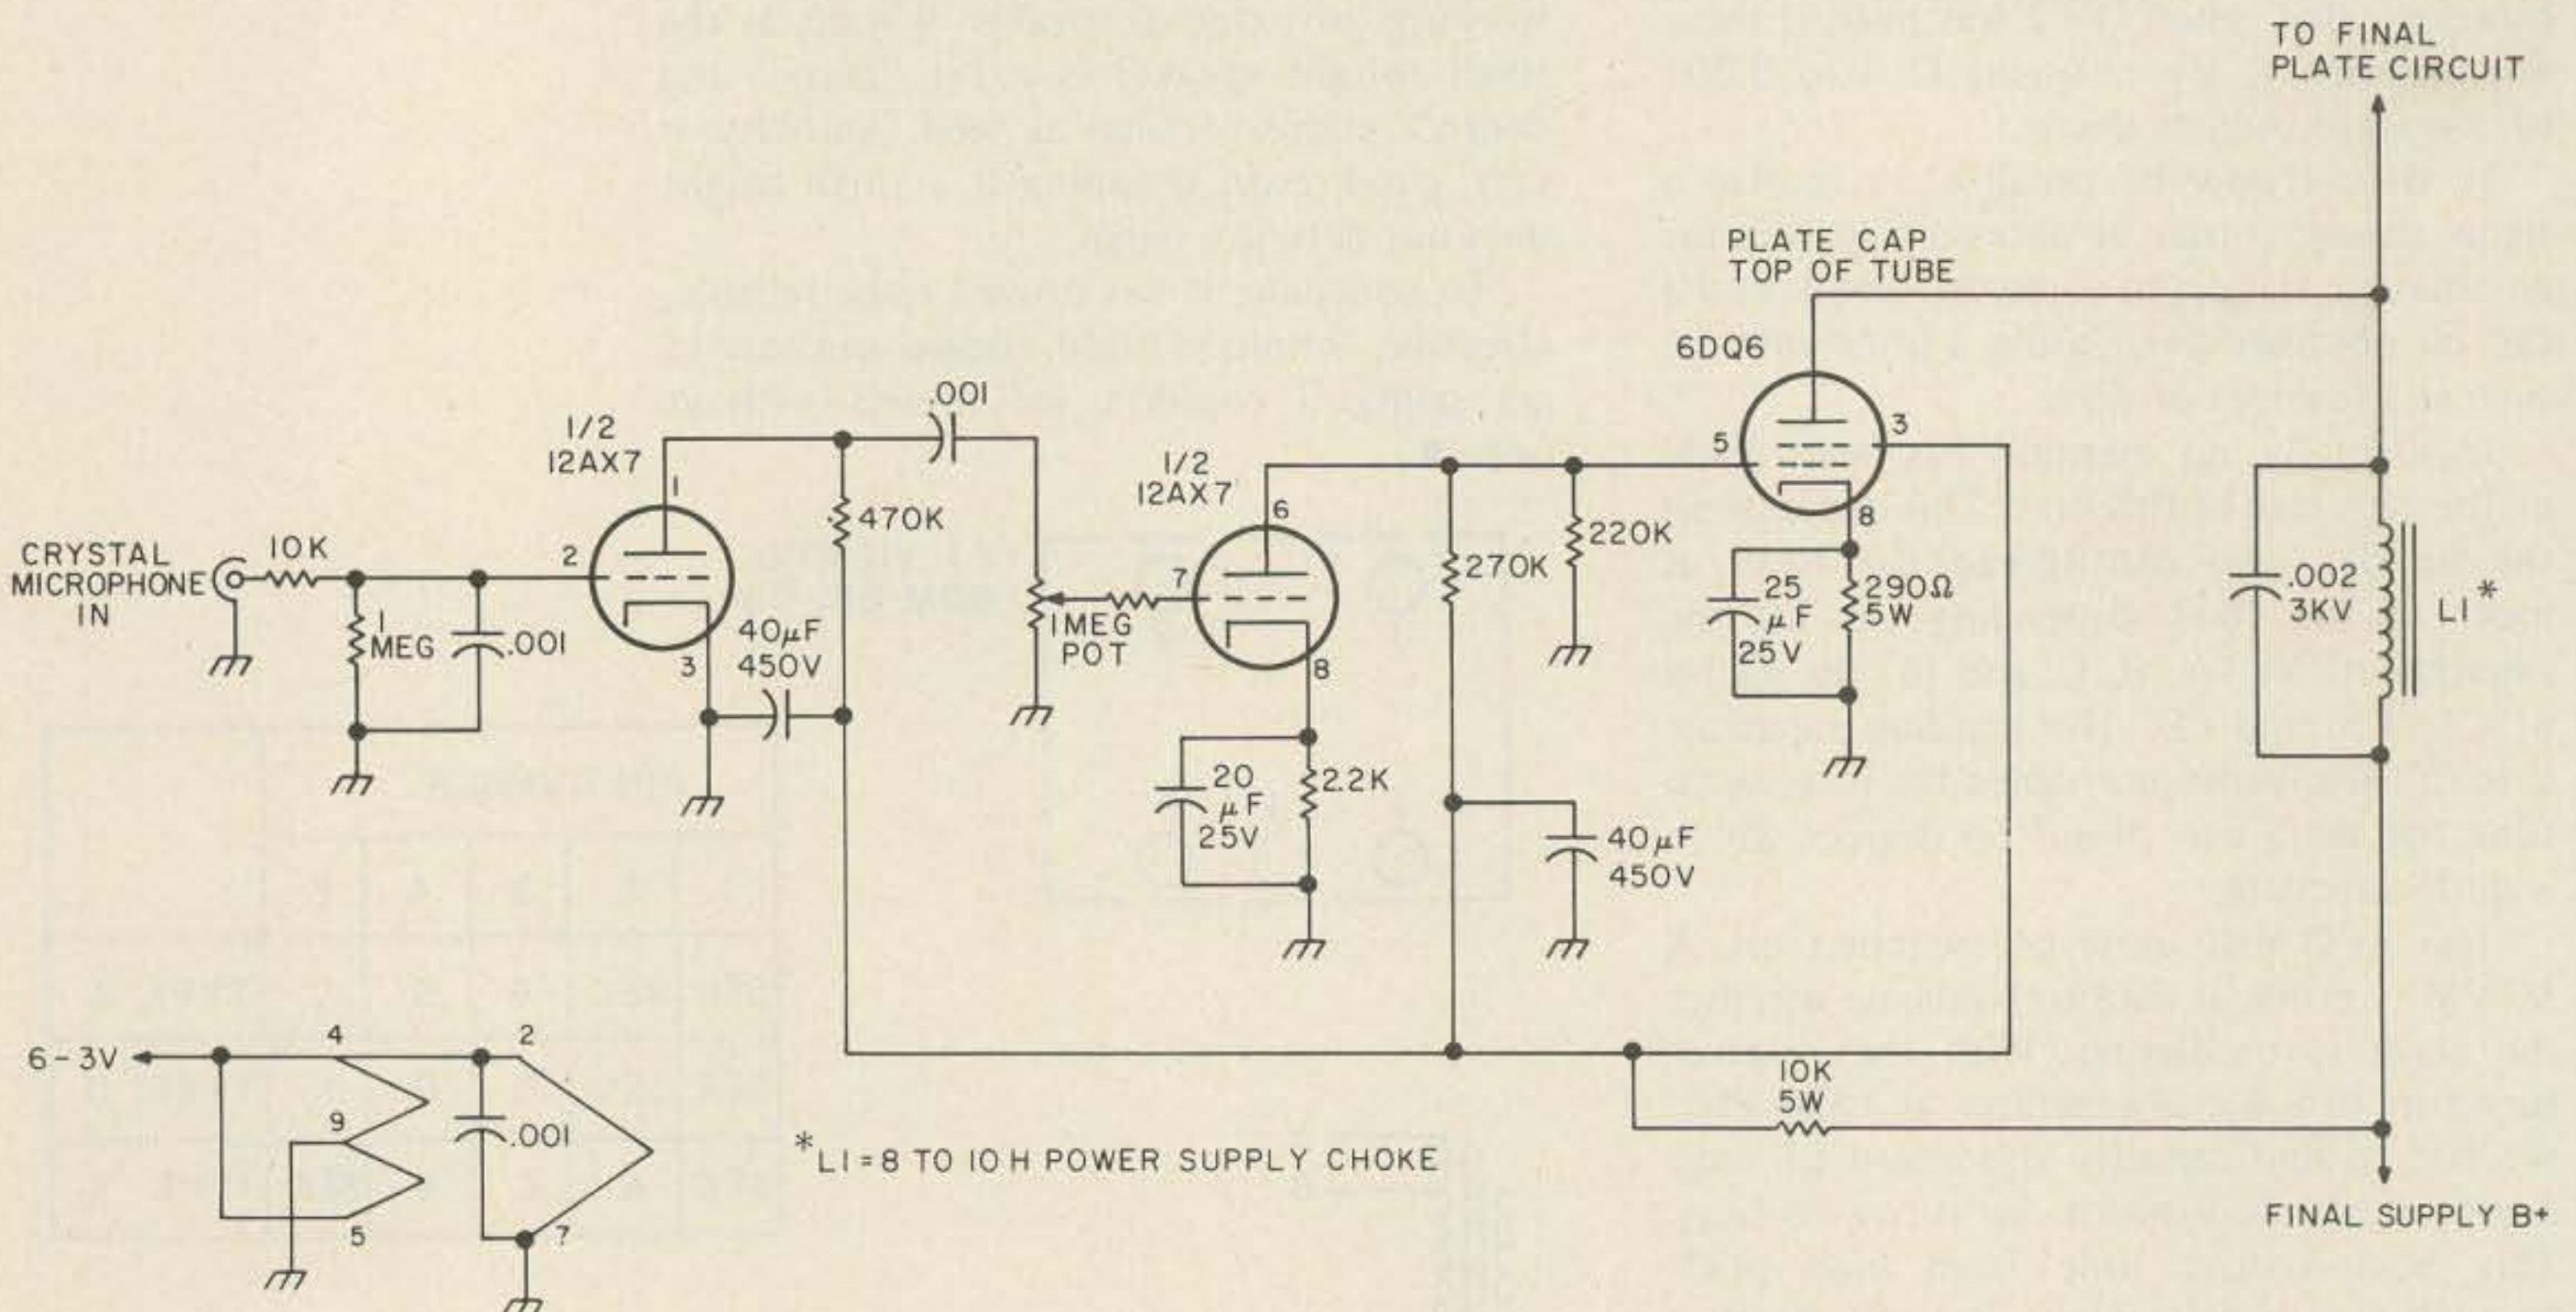 TO FINAL
PLATE CIRCUIT
PLATE CAP
TOP OF TUBE
6DQ6
5
3
8
1/2
12AX7
1
2
3
.001
470K
1/2
12AX7
6
7
8
CRYSTAL
MICROPHONE
IN
10K
1
MEG
.001
40µF
450V
1MEG
POT
270K
220K
25
µF
25V
290Ω
5W
.002
3KV
L1*
20
µF
25V
2.2K
40µF
450V
6-3V
4
2
9
.001
5
7
10K
5W
*L1=8 TO 10H POWER SUPPLY CHOKE
FINAL SUPPLY B+